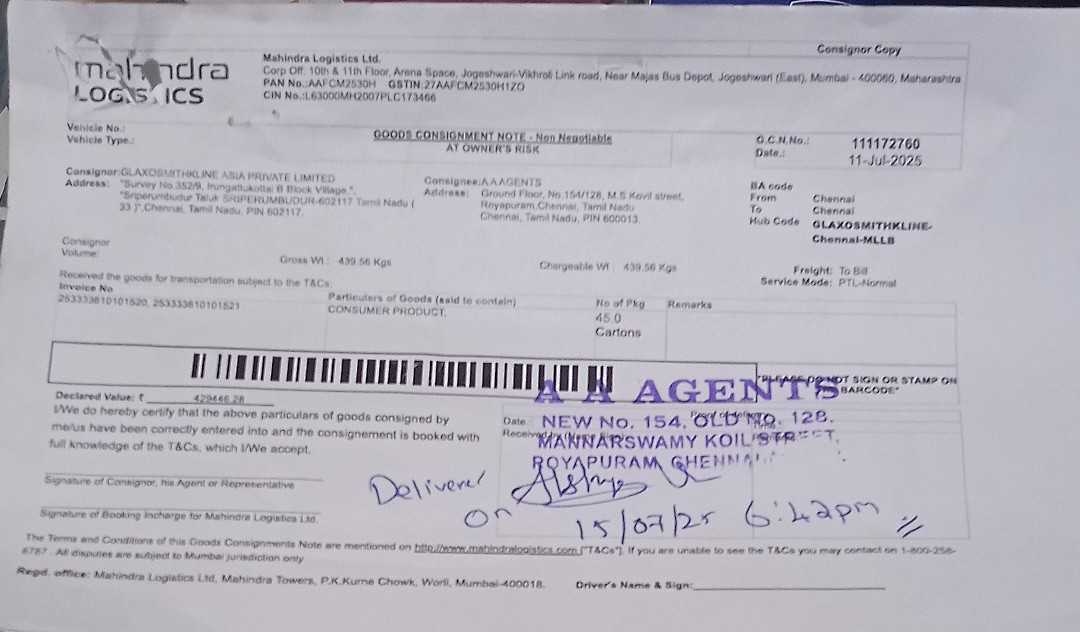 Consignor Copy
mahindra
LOGISTICS
Mahindra Logistics Ltd.
Corp Off: 10th & 11th Floor, Arena Space, Jogeshwari-Vikhroli Link road, Near Majas Bus Depot, Jogeshwari (East), Mumbai - 400060, Maharashtra
PAN No.:AAFCM2530H GSTIN:27AAFCM2530H1ZO
CIN No.:L63000MH2007PLC173466
Vehicle No.:
Vehicle Type.:
GOODS CONSIGNMENT NOTE - Non Negotiable
AT OWNER'S RISK
G.C.N.No.: 111172760
Date.: 11-Jul-2025
Consignor:GLAXOSMITHKLINE ASIA PRIVATE LIMITED
Address: "Survey No.352/9, Irungattukottai B Block Village,",
"Sriperumbudur Taluk SRIPERUMBUDUR-602117 Tamil Nadu (
33 )",Chennai, Tamil Nadu, PIN 602117.
Consignee:A A AGENTS
Address: Ground Floor, No.154/128, M.S Kovil street,
Royapuram,Chennai, Tamil Nadu
Chennai, Tamil Nadu, PIN 600013.
BA code
From Chennai
To Chennai
Hub Code GLAXOSMITHKLINE-
Chennai-MLLB
Consignor
Volume:
Gross Wt : 439.56 Kgs
Chargeable Wt 439.56 Kgs
Freight: To Bill
Service Mode: PTL-Normal
Received the goods for transportation subject to the T&Cs.
Invoice No Particulars of Goods (said to contain) No of Pkg Remarks
253333810101520, 253333810101521 CONSUMER PRODUCT, 45.0
Cartons
"PLEASE DO NOT SIGN OR STAMP ON
BARCODE"
A A AGENTS
NEW No. 154, OLD No. 128.
MANNARSWAMY KOIL STREET,
ROYAPURAM, CHENNAI
Declared Value: ₹ 429446.28
I/We do hereby certify that the above particulars of goods consigned by
me/us have been correctly entered into and the consignement is booked with
full knowledge of the T&Cs, which I/We accept.
Date:
Received
Signature of Consignor, his Agent or Representative
Delivered
On 15/07/25 6:42pm
Signature of Booking Incharge for Mahindra Logistics Ltd.
The Terms and Conditions of this Goods Consignments Note are mentioned on http://www.mahindralogistics.com ("T&Cs"). If you are unable to see the T&Cs you may contact on 1-800-258-
6787 . All disputes are subject to Mumbai jurisdiction only
Regd. office: Mahindra Logistics Ltd, Mahindra Towers, P.K.Kurne Chowk, Worli, Mumbai-400018. Driver's Name & Sign: